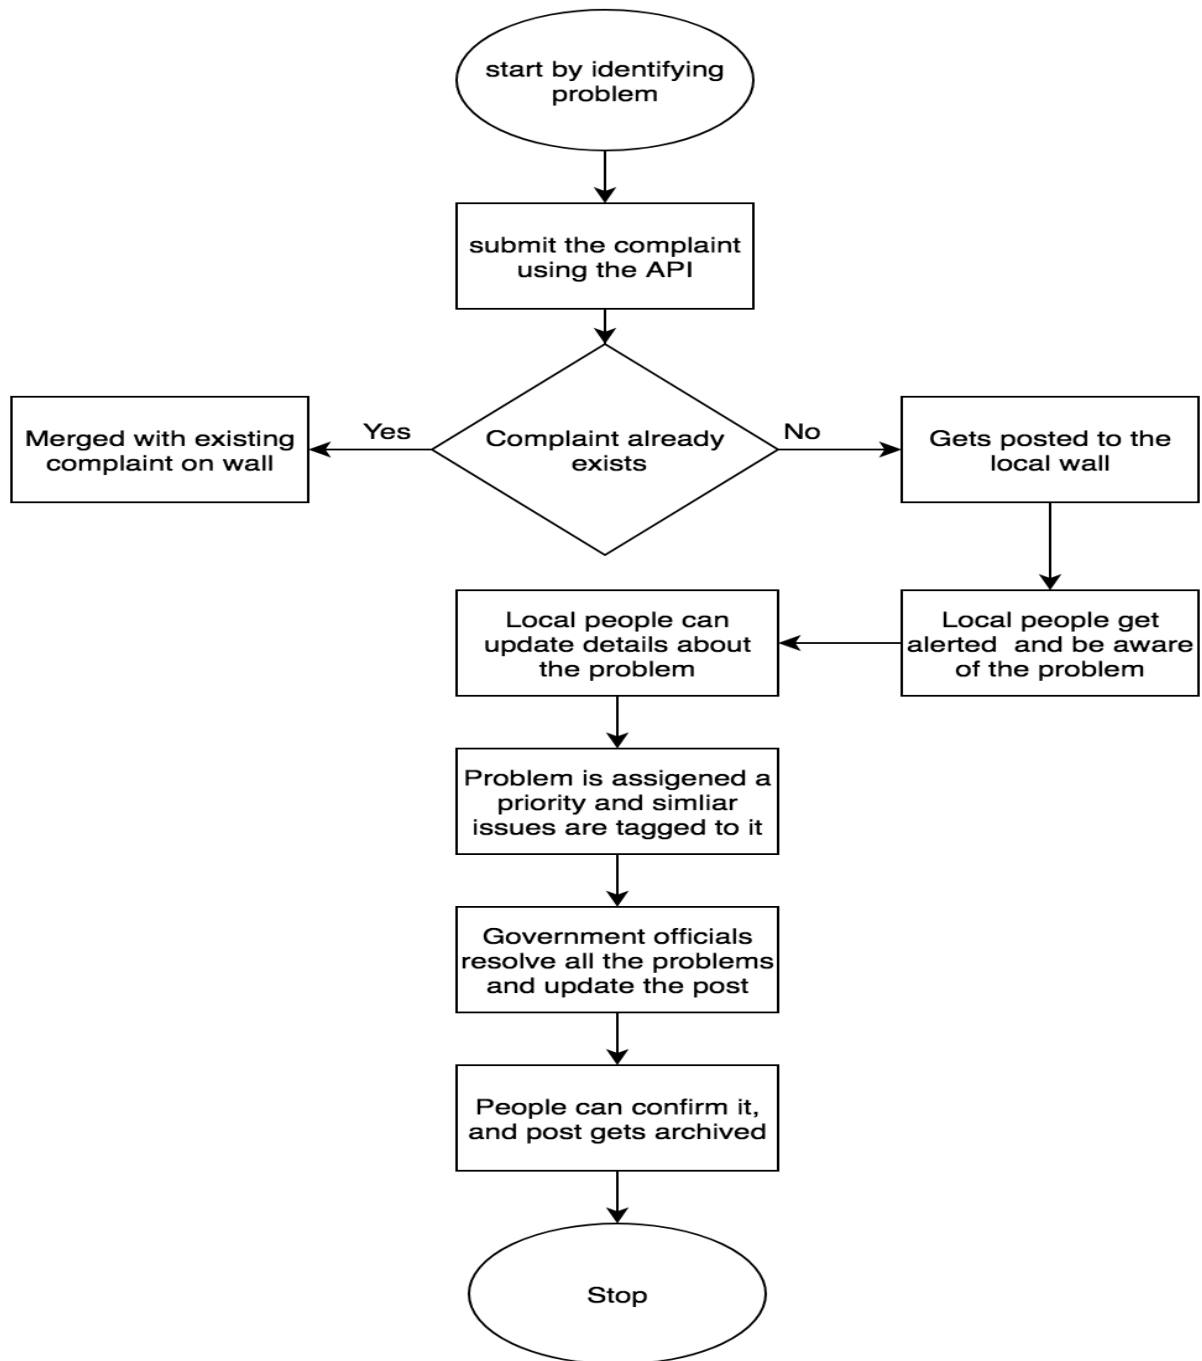 start by identifying
problem
submit the complaint
using the API
Yes
No
Merged with existing
complaint on wall
Complaint already
exists
Gets posted to the
local wall
Local people can
update details about
the problem
Local people get
alerted  and be aware
of the problem
Problem is assigened a
priority and simliar
issues are tagged to it
Government officials
resolve all the problems
and update the post
People can confirm it,
and post gets archived
Stop